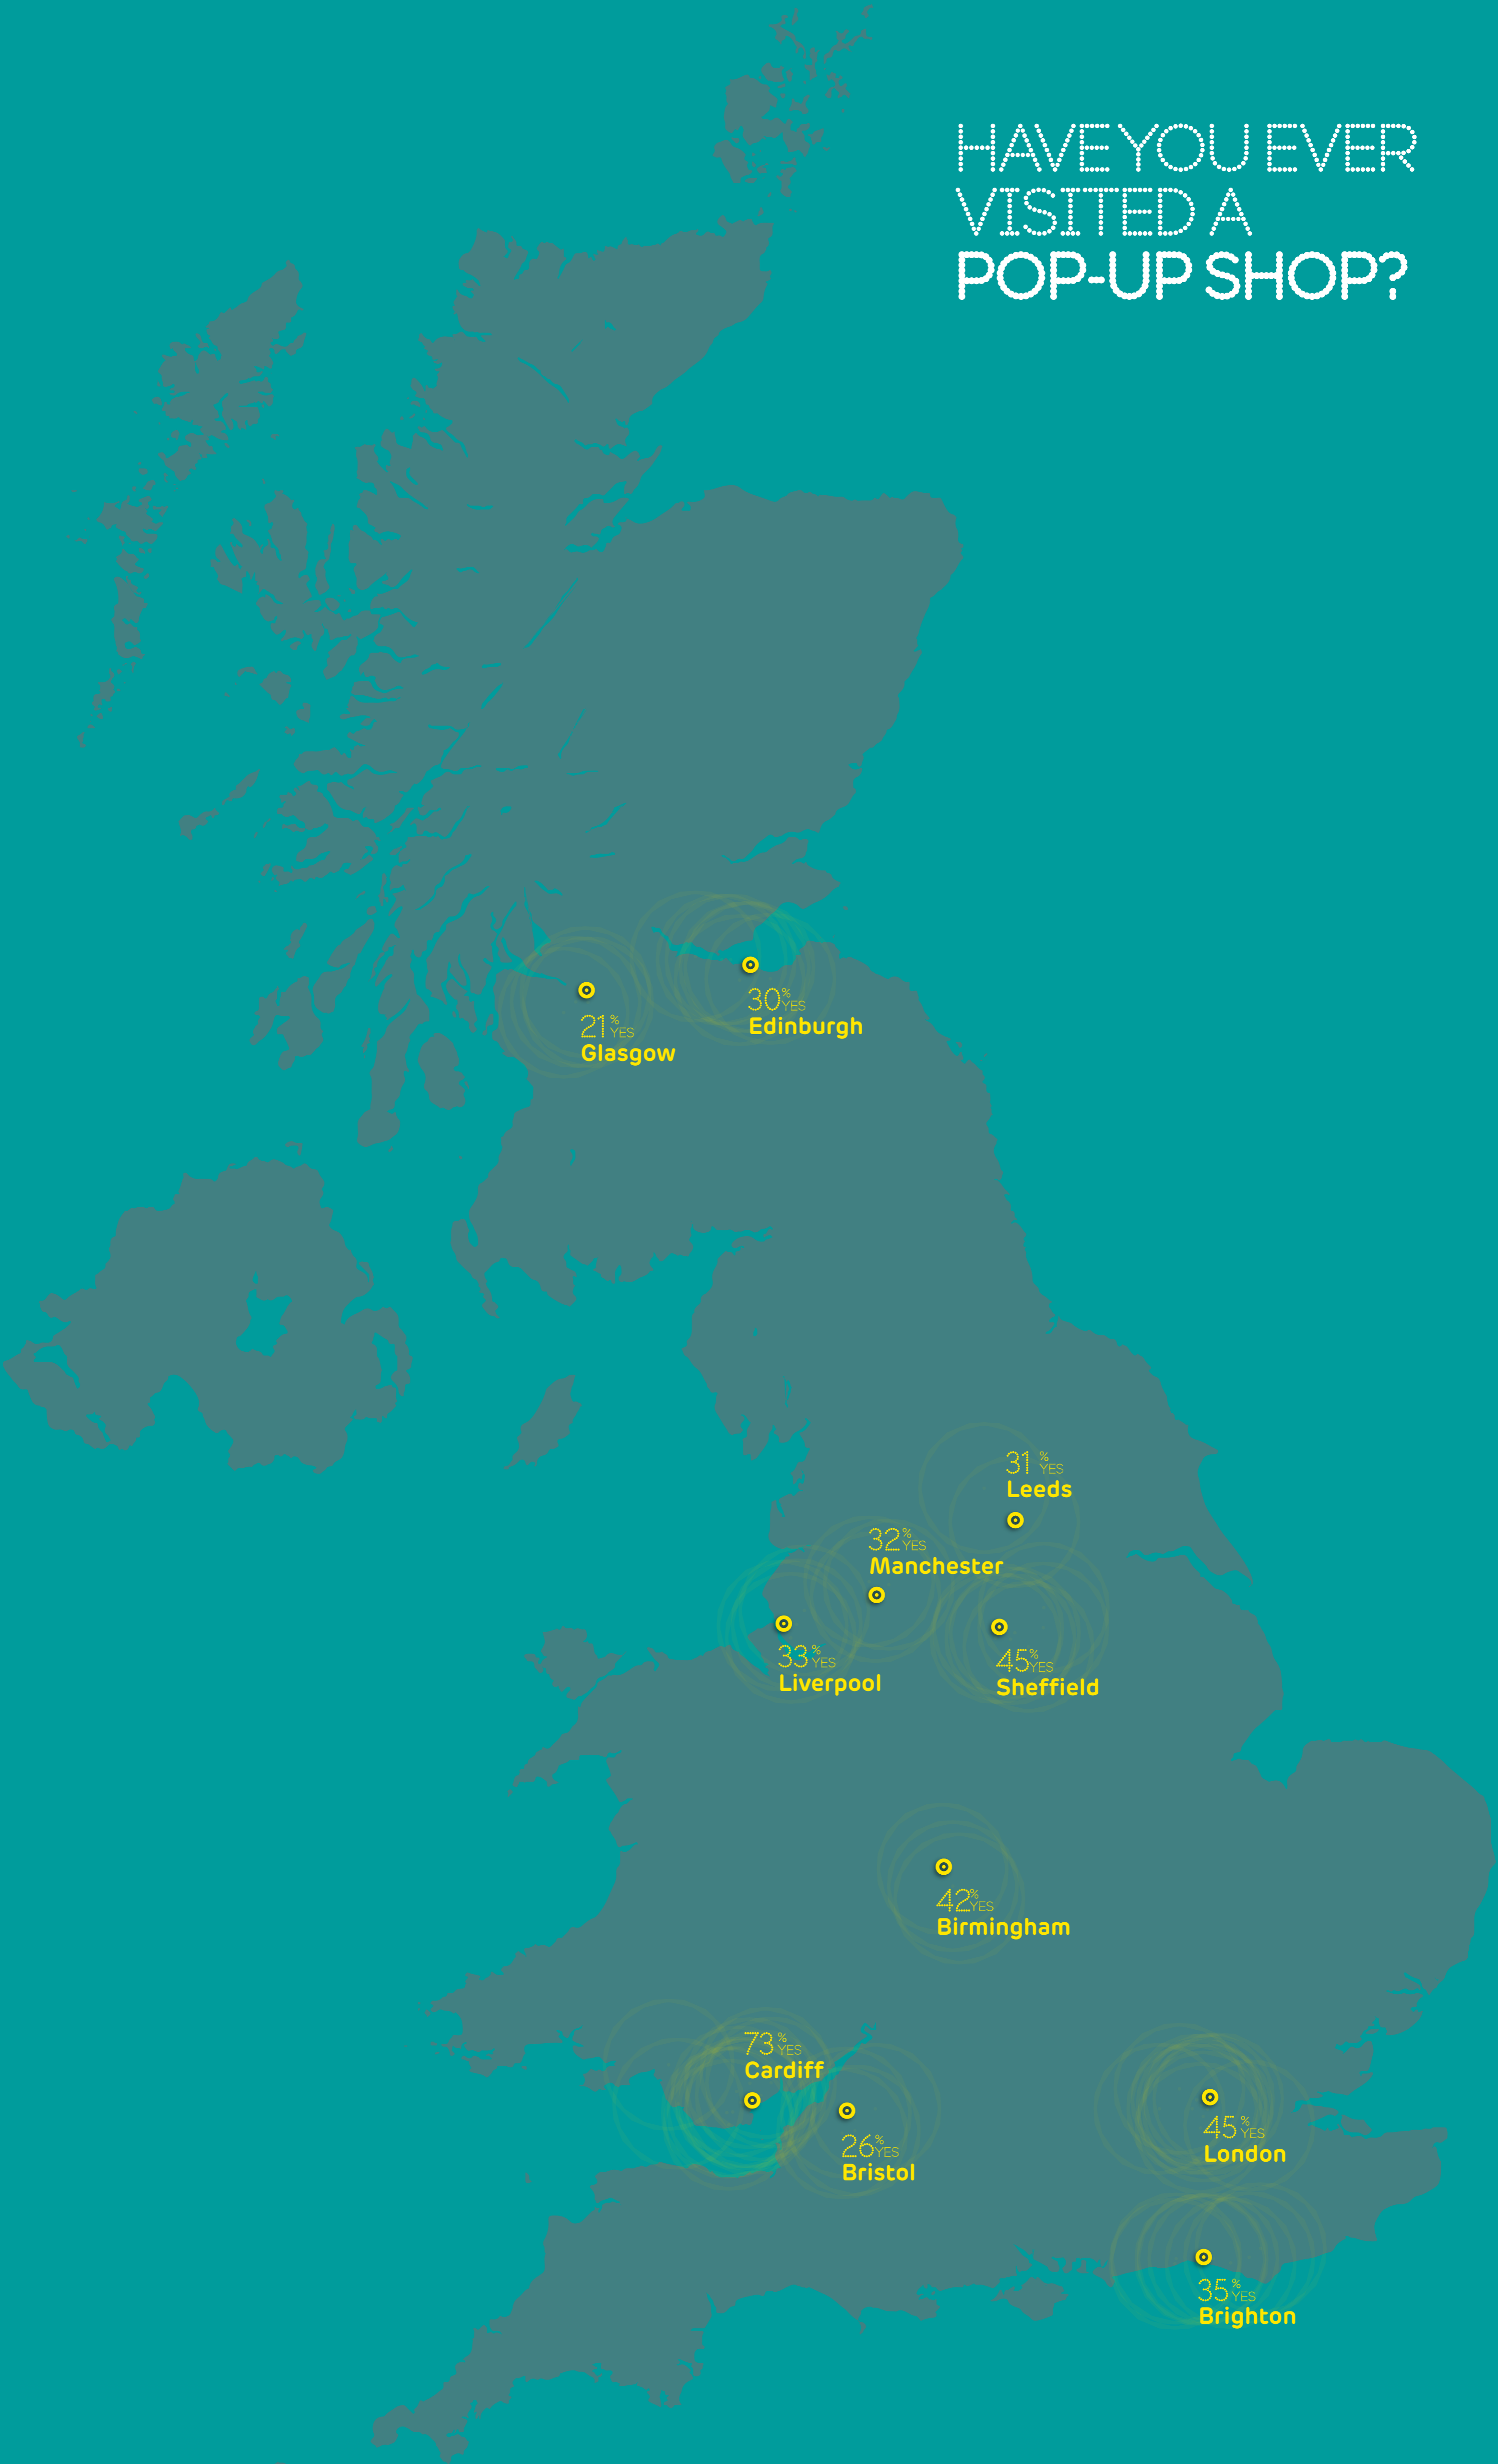 HAVE YOU EVER
VISITED A
POP-UP SHOP?
30% YES
Edinburgh
21% YES
Glasgow
31% YES
Leeds
32% YES
Manchester
33% YES
Liverpool
45% YES
Sheffield
42% YES
Birmingham
73% YES
Cardiff
26% YES
Bristol
45% YES
London
35% YES
Brighton